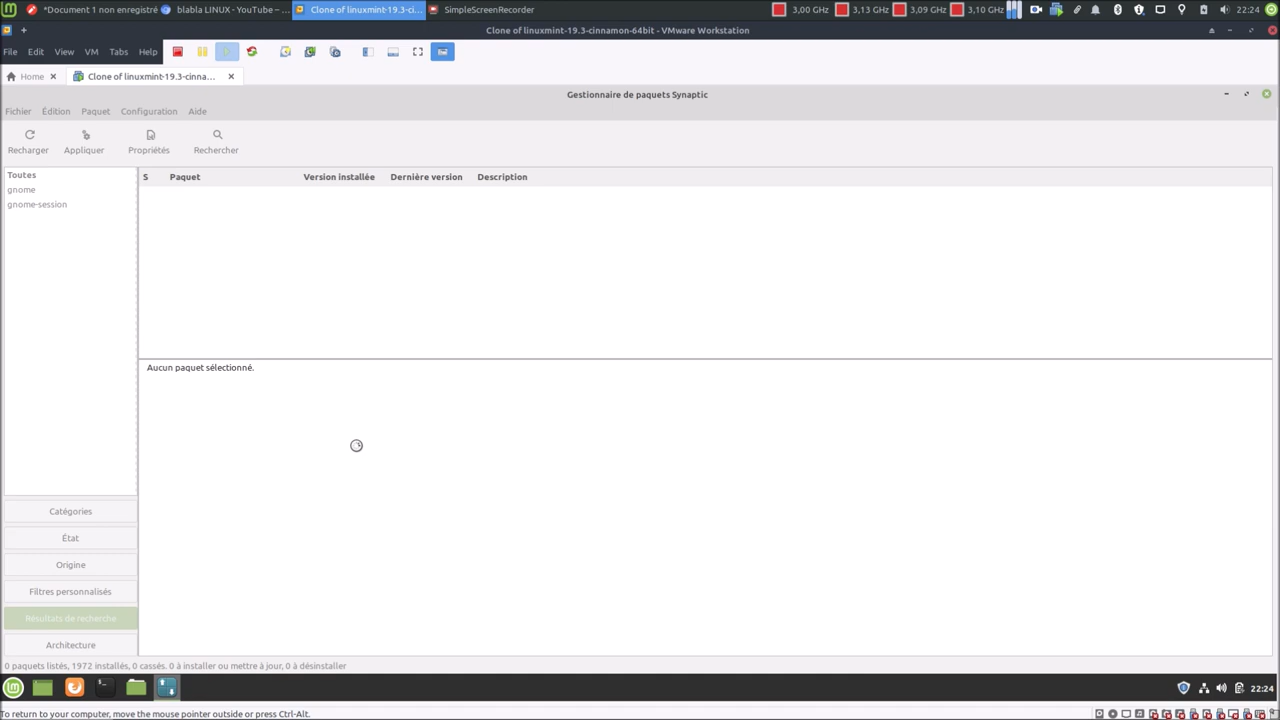 *Document 1 non enregistré
blabla LINUX - YouTube – ...
Clone of linuxmint-19.3-ci...
SimpleScreenRecorder
3,00 GHz
3,13 GHz
3,09 GHz
3,10 GHz
22:24
Clone of linuxmint-19.3-cinnamon-64bit - VMware Workstation
File Edit View VM Tabs Help
Home
Clone of linuxmint-19.3-cinna...
Gestionnaire de paquets Synaptic
Fichier Édition Paquet Configuration Aide
Recharger Appliquer Propriétés Rechercher
Toutes
gnome
gnome-session
S Paquet Version installée Dernière version Description
Aucun paquet sélectionné.
Catégories
État
Origine
Filtres personnalisés
Résultats de recherche
Architecture
0 paquets listés, 1972 installés, 0 cassés. 0 à installer ou mettre à jour, 0 à désinstaller
22:24
To return to your computer, move the mouse pointer outside or press Ctrl-Alt.